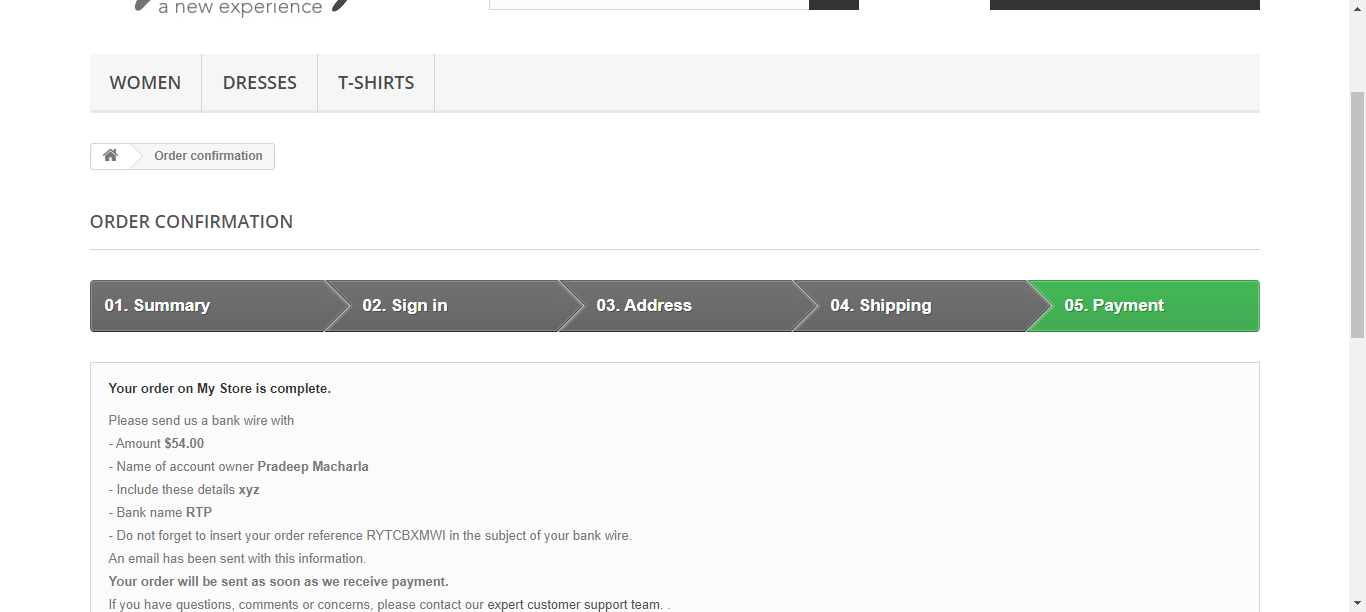 a new experience
WOMEN
DRESSES
T-SHIRTS
Order confirmation
ORDER CONFIRMATION
01. Summary
02. Sign in
03. Address
04. Shipping
05. Payment
Your order on My Store is complete.
Please send us a bank wire with
- Amount $54.00
- Name of account owner Pradeep Macharla
- Include these details xyz
- Bank name RTP
- Do not forget to insert your order reference RYTCBXMWI in the subject of your bank wire.
An email has been sent with this information.
Your order will be sent as soon as we receive payment.
If you have questions, comments or concerns, please contact our expert customer support team. .